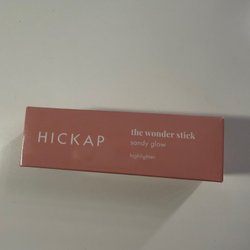 HICKAP
the wonder stick
sandy glow
highlighter